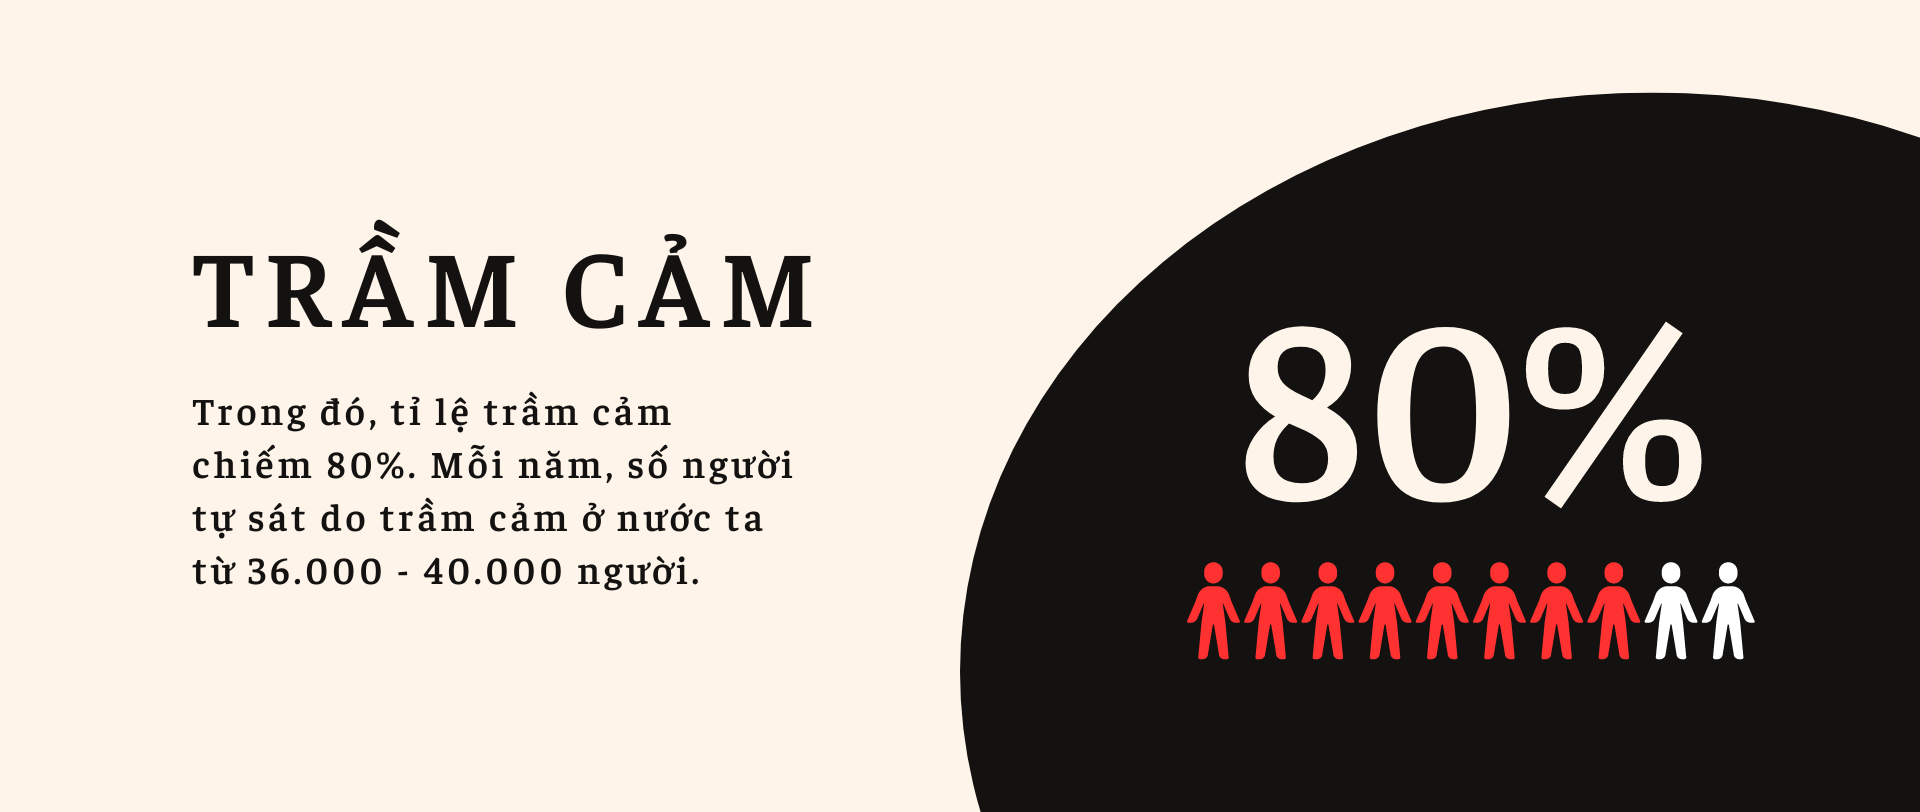 TRẦM CẢM
Trong đó, tỉ lệ trầm cảm
chiếm 80%. Mỗi năm, số người
tự sát do trầm cảm ở nước ta
từ 36.000 - 40.000 người.
80%